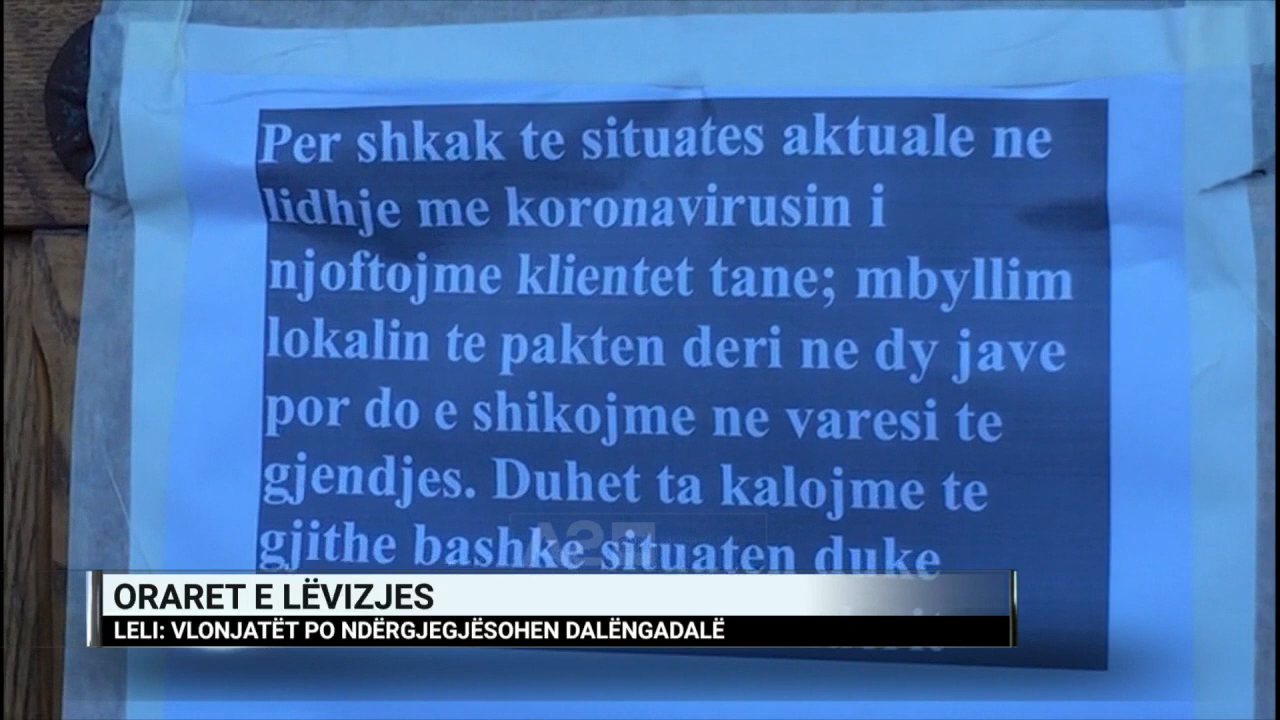 Per shkak te situates aktuale ne
lidhje me koronavirusin i
njoftojme klientet tane; mbyllim
lokalin te pakten deri ne dy jave
por do e shikojme ne varesi te
gjendjes. Duhet ta kalojme te
gjithe bashke situaten duke
ORARET E LËVIZJES
LELI: VLONJATËT PO NDËRGJEGJËSOHEN DALËNGADALË